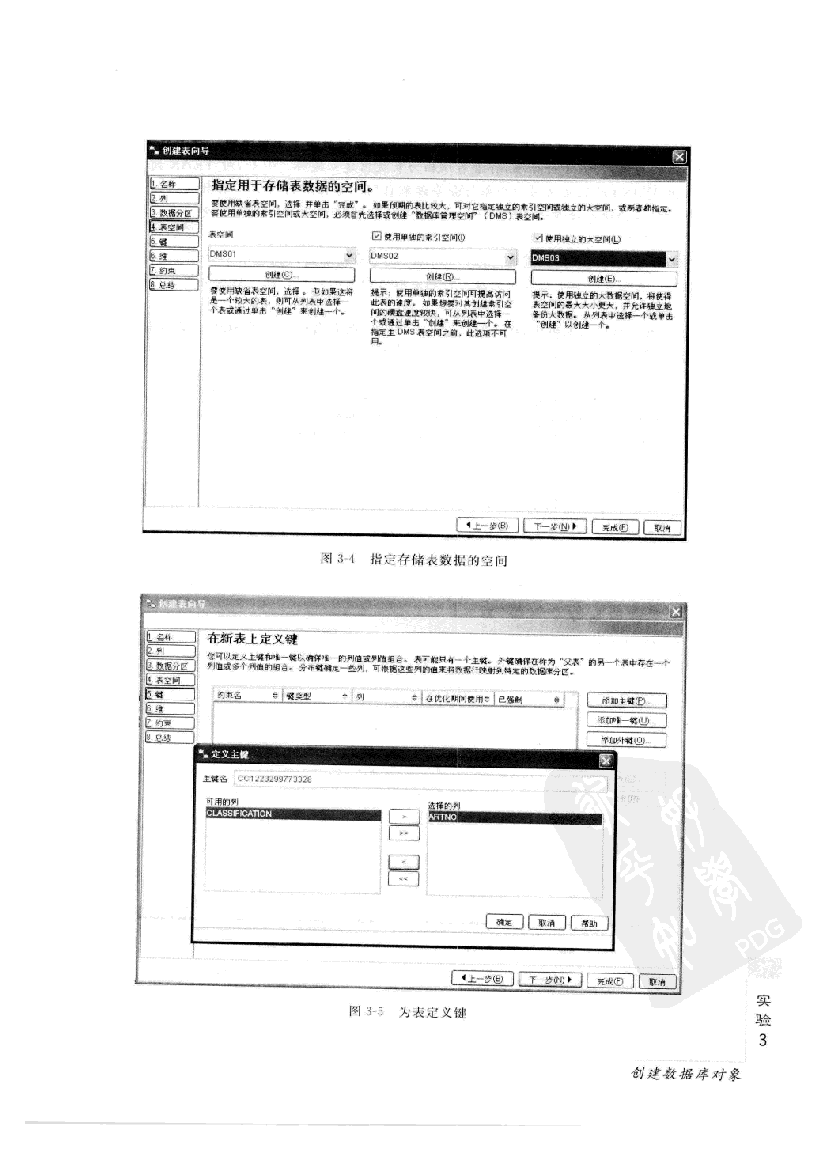 创建表向导
1. 名称
2. 列
3. 数据分区
4. 表空间
5. 键
6. 维
7. 约束
8. 总结
指定用于存储表数据的空间。
要使用缺省表空间，选择 并单击“完成”。 如果预期的表比较大，可对它指定独立的索引空间或独立的大空间，或两者都指定。
若使用单独的索引空间或大空间，必须首先选择或创建“数据库管理空间”（DMS）表空间。
表空间
DMS01
创建(C)...
要使用缺省表空间，选择 。 但如果这将
是一个较大的表，则可从列表中选择一
个表或通过单击“创建”来创建一个。
使用单独的索引空间(I)
DMS02
创建(R)...
提示：使用单独的索引空间可提高访问
此表的速度。 如果想要对其创建索引空
间的磁盘速度较快，可从列表中选择一
个或通过单击“创建”来创建一个。 在
指定主 DMS 表空间之前，此选项不可
用。
使用独立的大空间(L)
DMS03
创建(E)...
提示。使用独立的大数据空间，将使得
表空间的最大大小更大，并允许独立地
备份大数据。 从列表中选择一个或单击
“创建”以创建一个。
上一步(B)
下一步(N)
完成(F)
取消
图 3-4 指定存储表数据的空间
创建表向导
1. 名称
2. 列
3. 数据分区
4. 表空间
5. 键
6. 维
7. 约束
8. 总结
在新表上定义键
您可以定义主键和唯一键以确保唯一的列值或列值组合。 表可能只有一个主键。 外键确保在称为“父表”的另一个表中存在一个
列值或多个列值的组合。 分布键确定一些列，可根据这些列的值来将数据行映射到特定的数据库分区。
约束名 键类型 列 在优化期间使用 已强制
添加主键(P)...
添加唯一键(U)...
添加外键(O)...
定义主键
主键名 CC1223299773326
可用的列
CLASSIFICATION
>
>>
<
<<
选择的列
ARTNO
确定
取消
帮助
上一步(B)
下一步(N)
完成(F)
取消
图 3-5 为表定义键
PDG
实
验
3
创建数据库对象